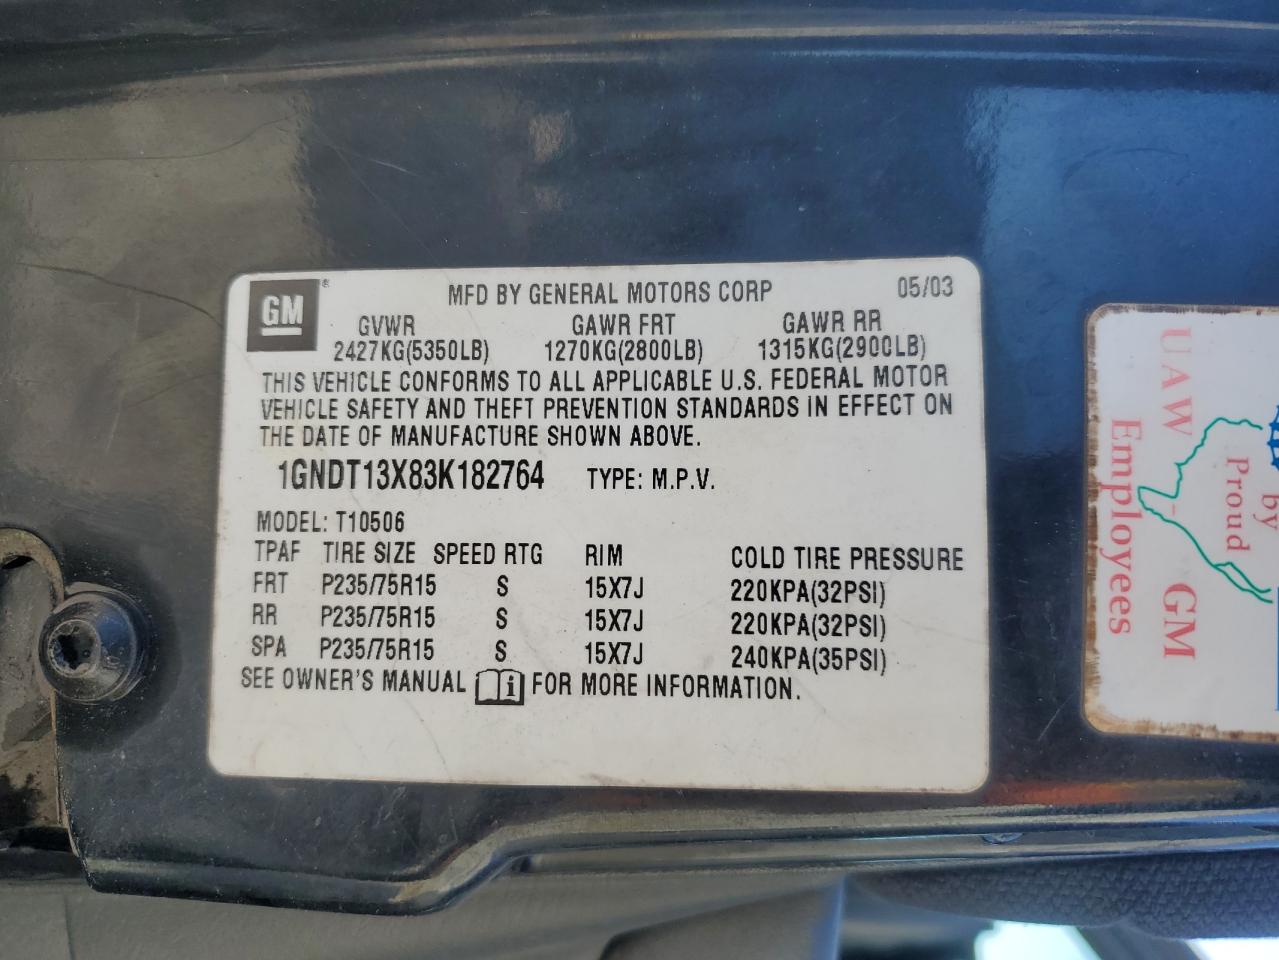 GM
MFD BY GENERAL MOTORS CORP 05/03
GVWR GAWR FRT GAWR RR
2427KG(5350LB) 1270KG(2800LB) 1315KG(2900LB)
THIS VEHICLE CONFORMS TO ALL APPLICABLE U.S. FEDERAL MOTOR
VEHICLE SAFETY AND THEFT PREVENTION STANDARDS IN EFFECT ON
THE DATE OF MANUFACTURE SHOWN ABOVE.
1GNDT13X83K182764 TYPE: M.P.V.
MODEL: T10506
TPAF TIRE SIZE SPEED RTG RIM COLD TIRE PRESSURE
FRT P235/75R15 S 15X7J 220KPA(32PSI)
RR P235/75R15 S 15X7J 220KPA(32PSI)
SPA P235/75R15 S 15X7J 240KPA(35PSI)
SEE OWNER'S MANUAL i FOR MORE INFORMATION.
by
Proud
UAW - GM
Employees